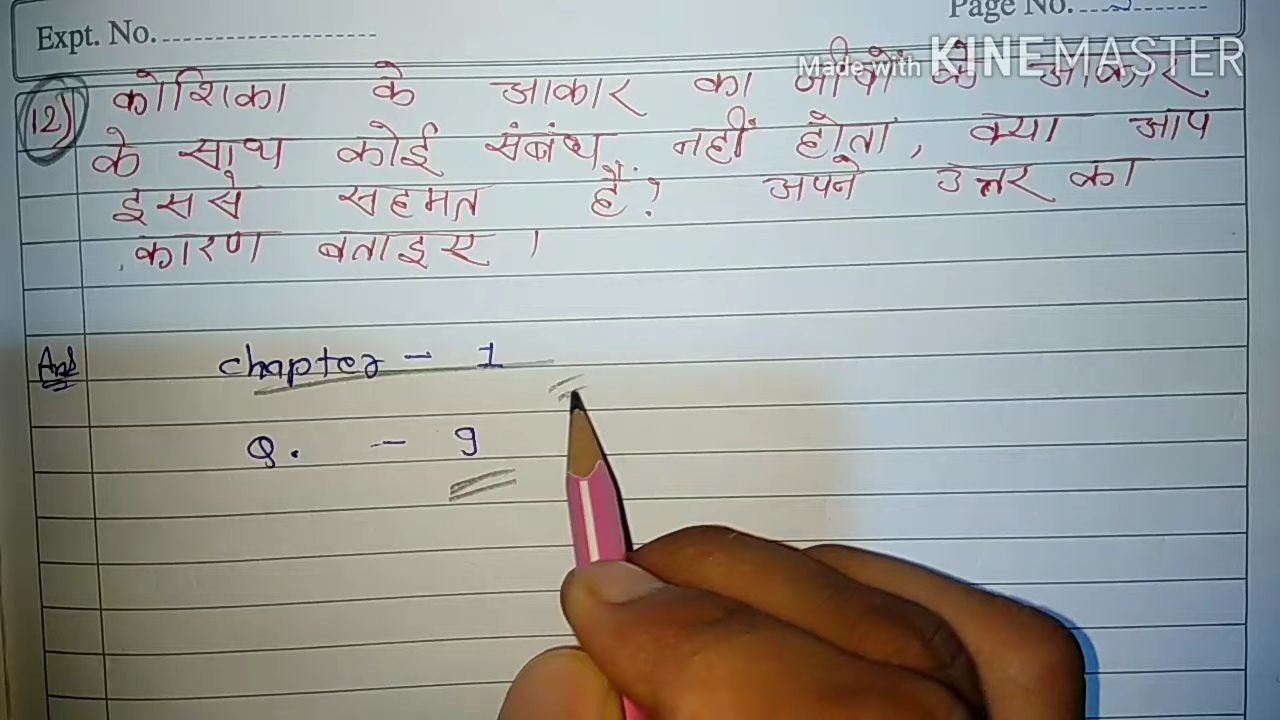 Page No.
Expt. No.
Made with KINEMASTER
12) कोशिका के आकार का जीवों के आकार
के साथ कोई संबंध नहीं होता, क्या आप
इससे सहमत हैं? अपने उत्तर का
कारण बताइए।
Ans chapter - 1
Q. - 9